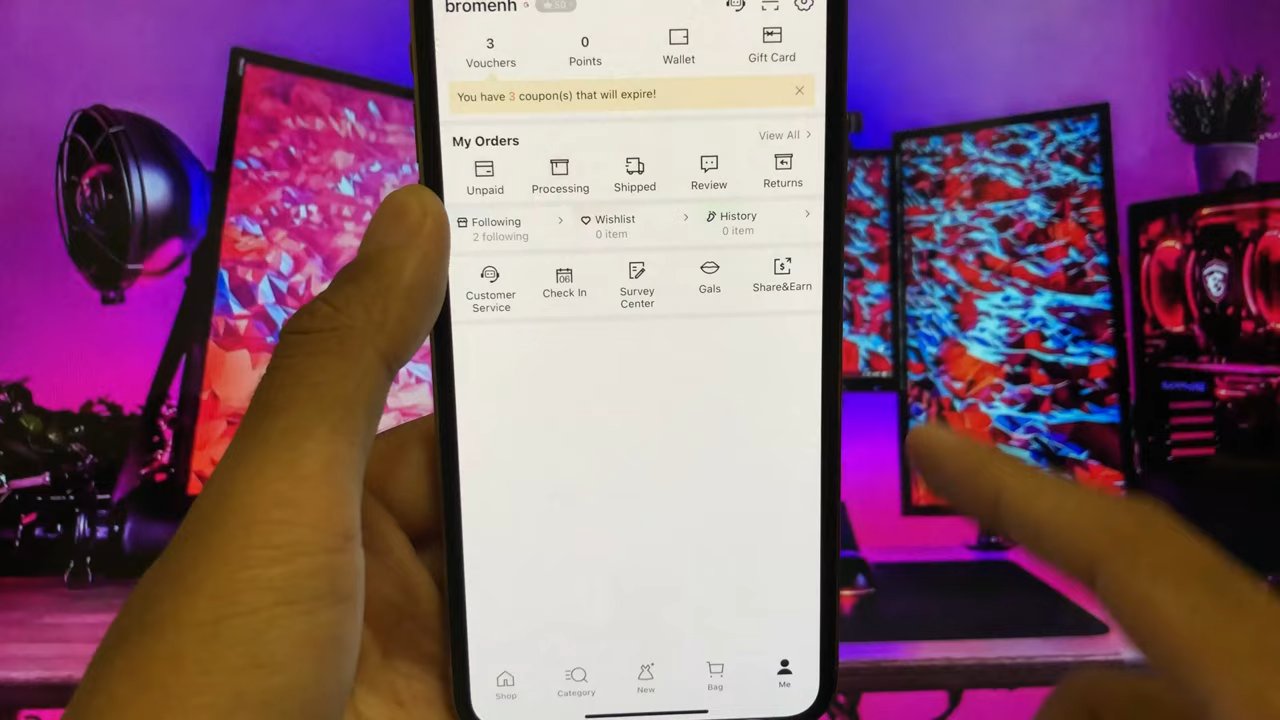 bromenh
3
Vouchers
0
Points
Wallet
Gift Card
You have 3 coupon(s) that will expire!
My Orders
View All
Unpaid
Processing
Shipped
Review
Returns
Following
2 following
Wishlist
0 item
History
0 item
Customer
Service
06
Check In
Survey
Center
Gals
$
Share&Earn
Shop
Category
New
Bag
Me